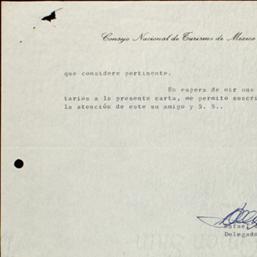 Consejo Nacional de Turismo de México
que considere pertinente.
En espera de oir sus
tarios a la presente carta, me permito suscri
la atención de este su amigo y S. S..
Rafael
Delegado